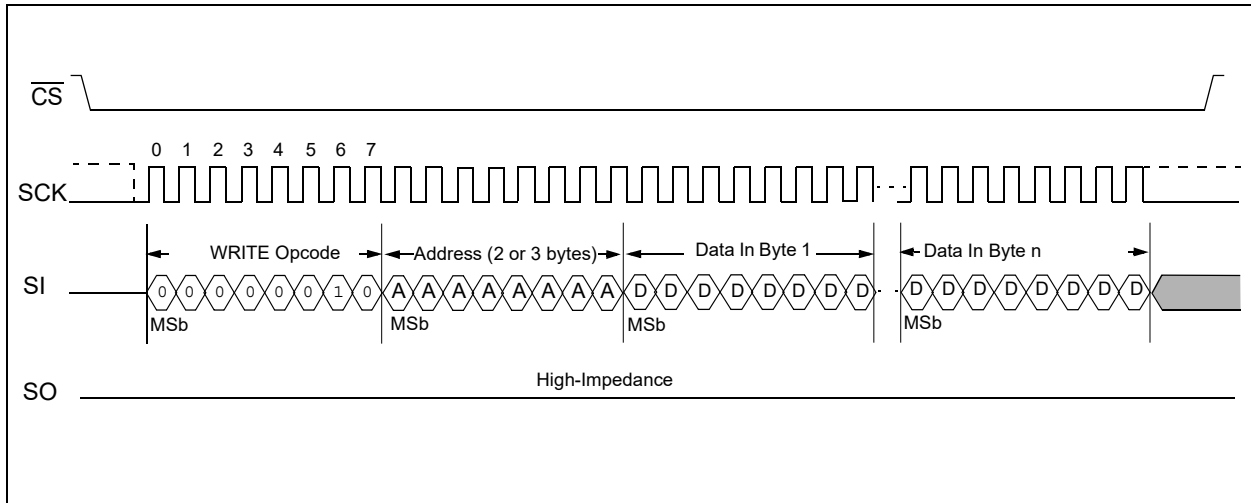 CS
0 1 2 3 4 5 6 7
SCK
WRITE Opcode Address (2 or 3 bytes) Data In Byte 1 Data In Byte n
SI 0 0 0 0 0 0 1 0 A A A A A A A A D D D D D D D D D D D D D D D D
MSb MSb MSb MSb
High-Impedance
SO